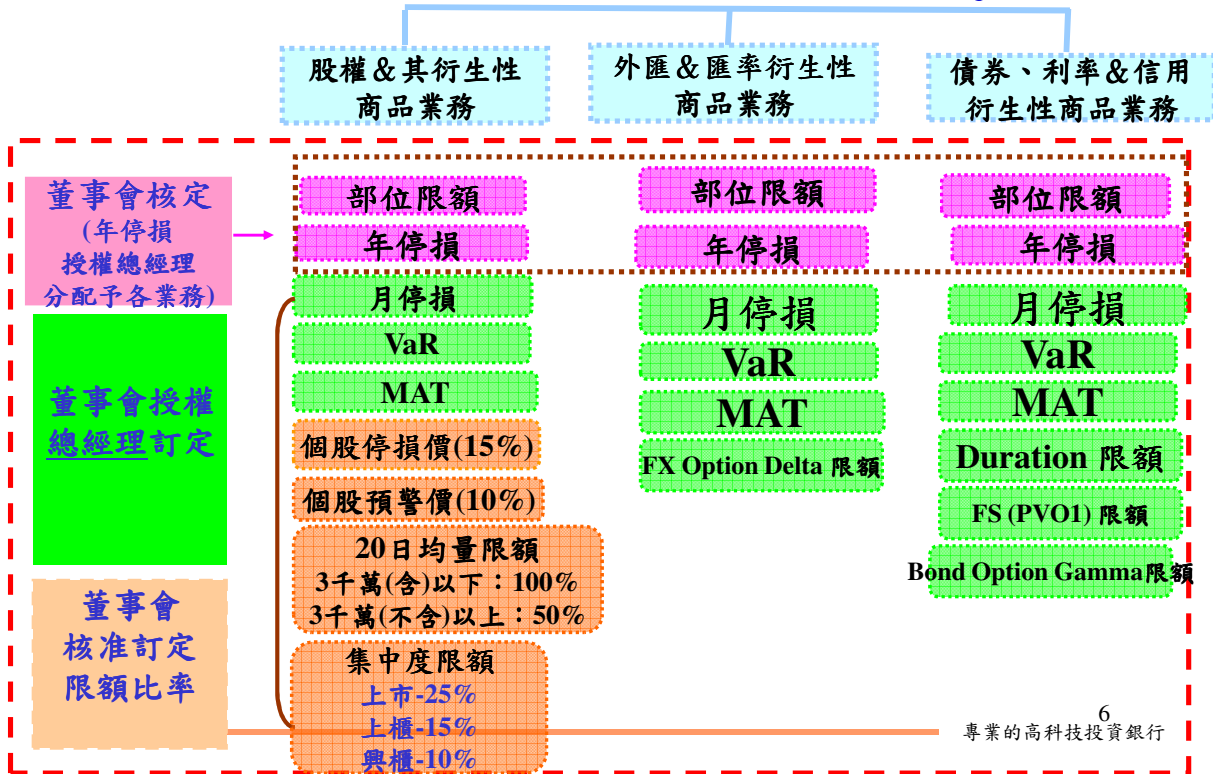 股權&其衍生性
商品業務
外匯&匯率衍生性
商品業務
債券、利率&信用
衍生性商品業務
董事會核定
(年停損
授權總經理
分配予各業務)
部位限額
年停損
部位限額
年停損
部位限額
年停損
董事會授權
總經理訂定
月停損
VaR
MAT
月停損
VaR
MAT
FX Option Delta 限額
月停損
VaR
MAT
Duration 限額
FS (PVO1) 限額
Bond Option Gamma限額
董事會
核准訂定
限額比率
個股停損價(15%)
個股預警價(10%)
20日均量限額
3千萬(含)以下：100%
3千萬(不含)以上：50%
集中度限額
上市-25%
上櫃-15%
興櫃-10%
6
專業的高科技投資銀行